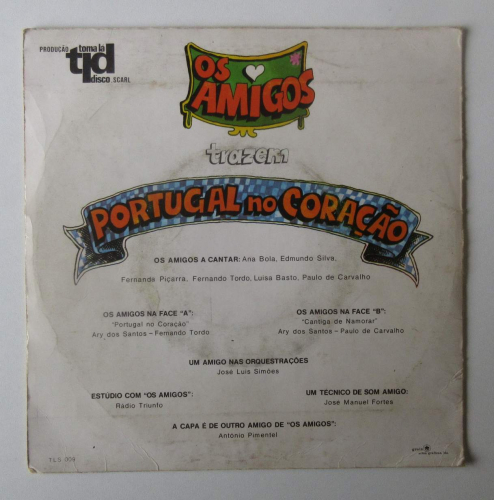 PRODUÇÃO toma lá
tld
disco SCARL
OS
AMIGOS
trazem
PORTUGAL no CORAÇÃO
OS AMIGOS A CANTAR: Ana Bola, Edmundo Silva,
Fernanda Piçarra, Fernando Tordo, Luisa Basto, Paulo de Carvalho
OS AMIGOS NA FACE "A":
"Portugal no Coração"
Ary dos Santos – Fernando Tordo
OS AMIGOS NA FACE "B":
"Cantiga de Namorar"
Ary dos Santos – Paulo de Carvalho
UM AMIGO NAS ORQUESTRAÇÕES
José Luis Simões
ESTÚDIO COM "OS AMIGOS":
Rádio Triunfo
UM TÉCNICO DE SOM AMIGO:
José Manuel Fortes
A CAPA É DE OUTRO AMIGO DE "OS AMIGOS":
António Pimentel
TLS 009